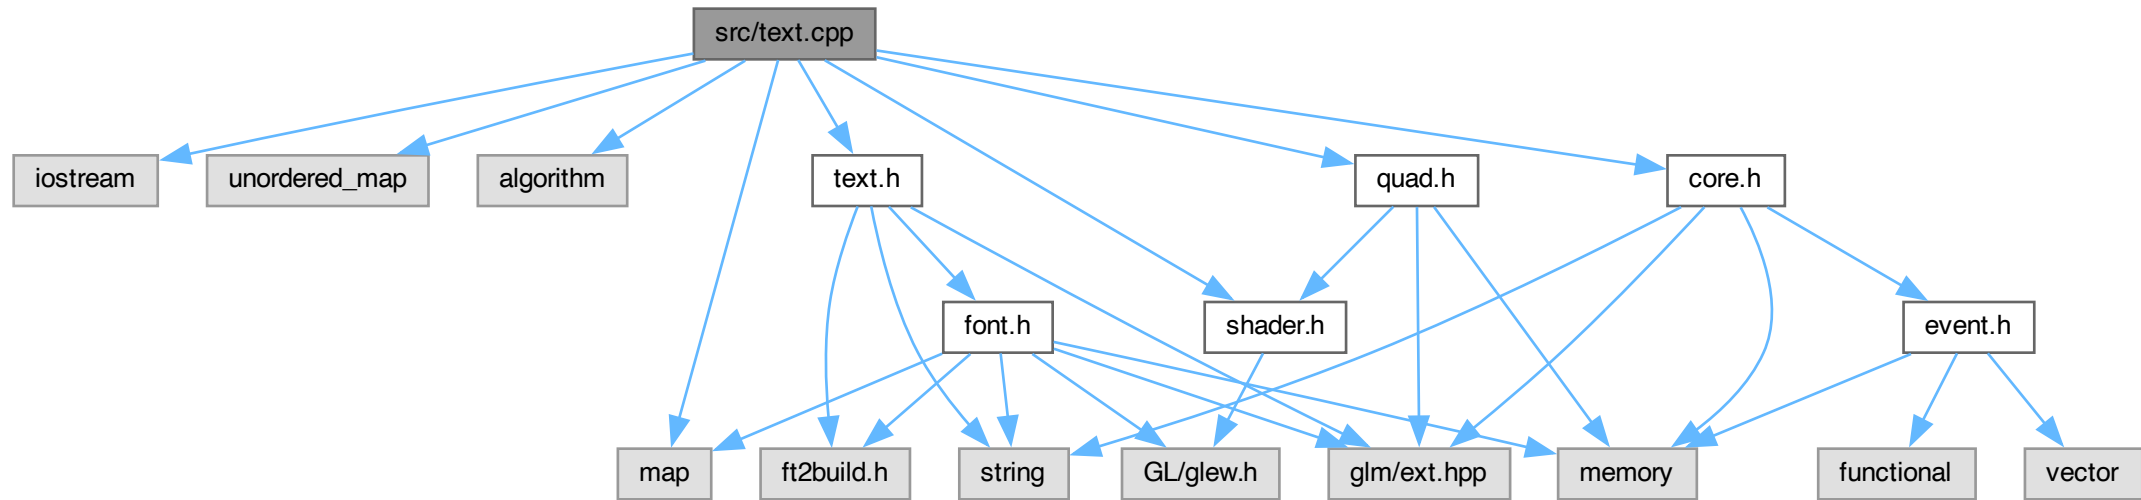 src/text.cpp
iostream
unordered_map
algorithm
text.h
quad.h
core.h
font.h
shader.h
event.h
map
ft2build.h
string
GL/glew.h
glm/ext.hpp
memory
functional
vector